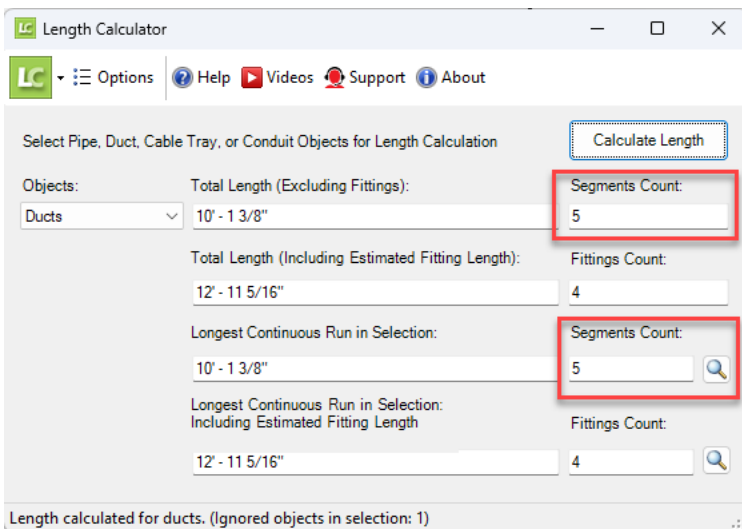 LC Length Calculator
LC Options Help Videos Support About
Select Pipe, Duct, Cable Tray, or Conduit Objects for Length Calculation Calculate Length
Objects: Total Length (Excluding Fittings): Segments Count:
Ducts 10' - 1 3/8" 5
Total Length (Including Estimated Fitting Length): Fittings Count:
12' - 11 5/16" 4
Longest Continuous Run in Selection: Segments Count:
10' - 1 3/8" 5
Longest Continuous Run in Selection:
Including Estimated Fitting Length Fittings Count:
12' - 11 5/16" 4
Length calculated for ducts. (Ignored objects in selection: 1)